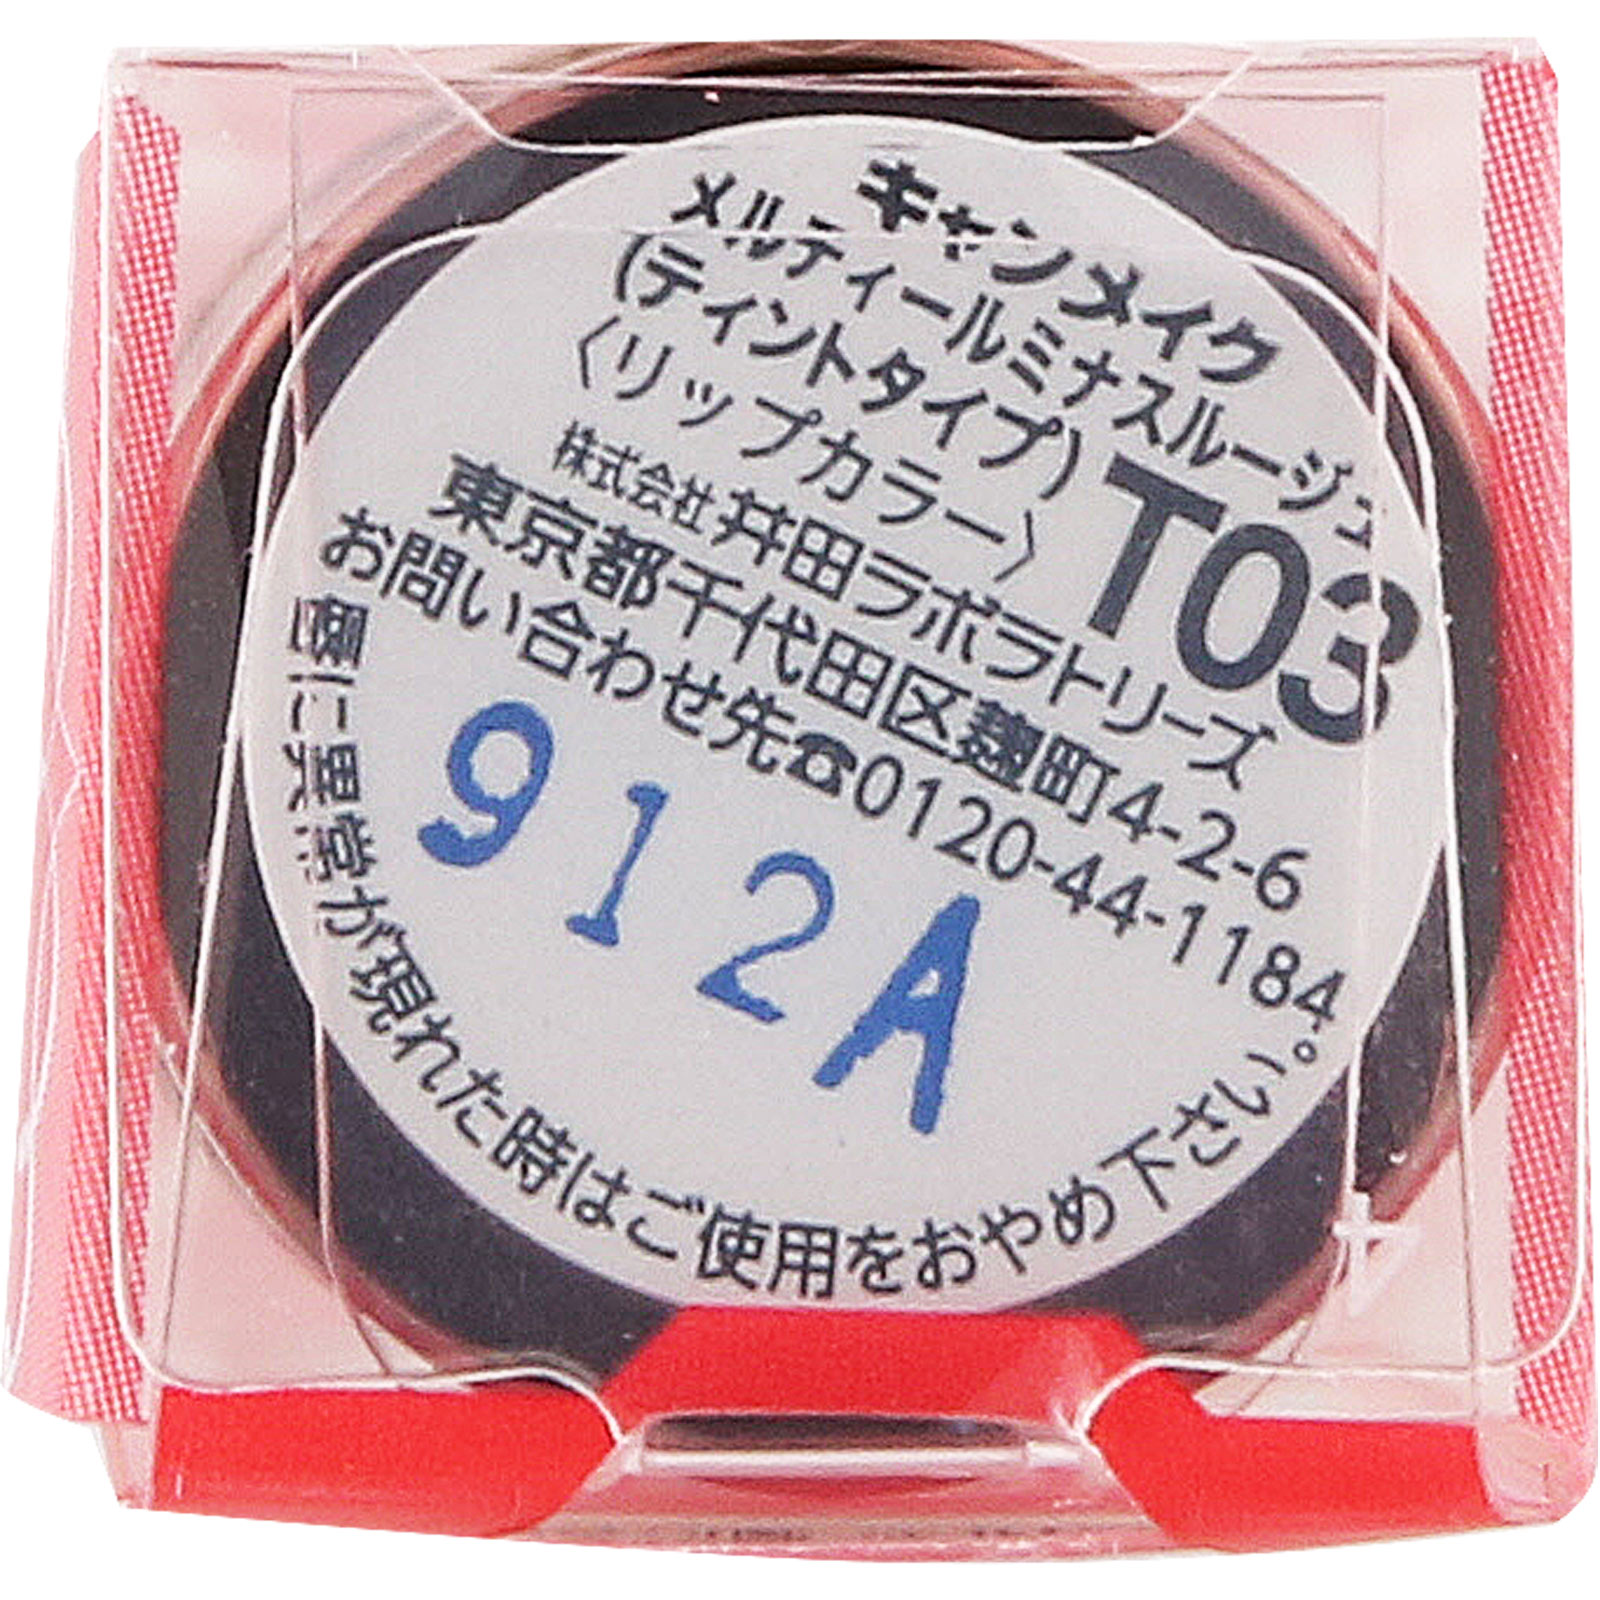 キャンメイク
メルティールミナスルージュ
(ティントタイプ)
〈リップカラー〉
T03
株式会社 井田ラボラトリーズ
東京都千代田区麹町4-2-6
お問い合わせ先☎0120-44-1184
912A
唇に異常が現れた時はご使用をおやめ下さい。